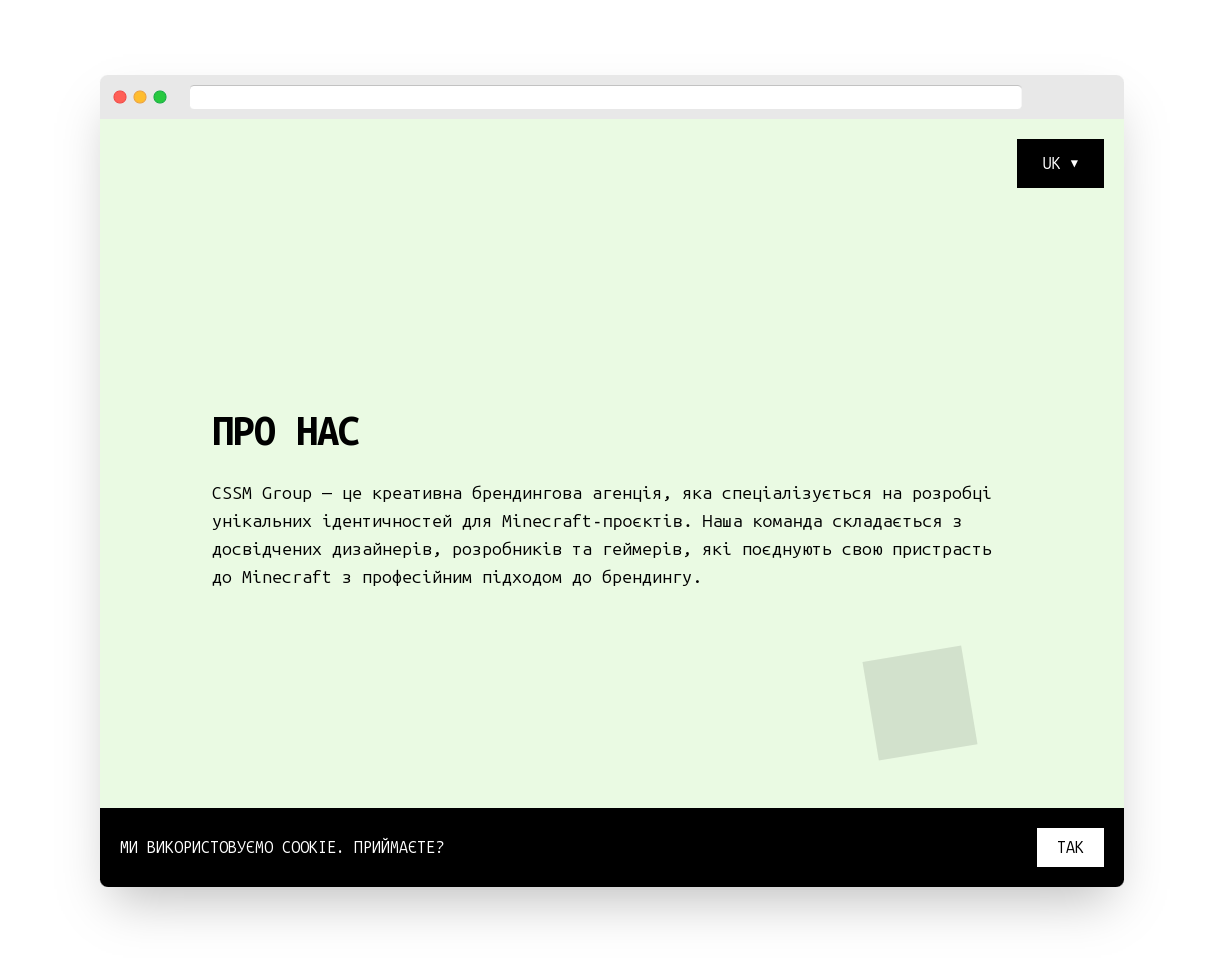 UK ▼
ПРО НАС
CSSM Group — це креативна брендингова агенція, яка спеціалізується на розробці
унікальних ідентичностей для Minecraft-проєктів. Наша команда складається з
досвідчених дизайнерів, розробників та геймерів, які поєднують свою пристрасть
до Minecraft з професійним підходом до брендингу.
МИ ВИКОРИСТОВУЄМО COOKIE. ПРИЙМАЄТЕ?
ТАК